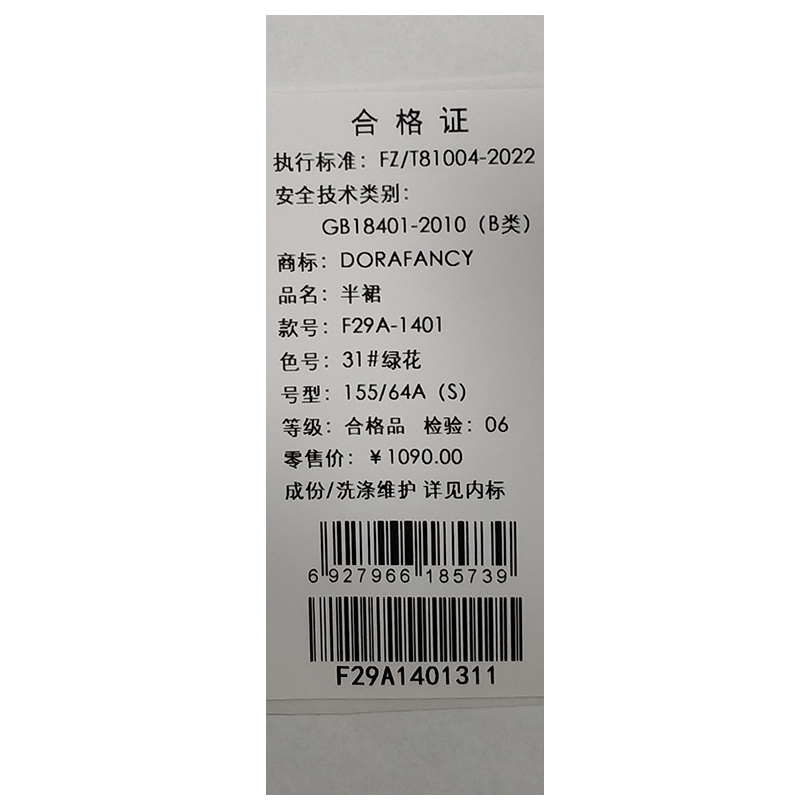 合格证
执行标准：FZ/T81004-2022
安全技术类别：
GB18401-2010（B类）
商标：DORAFANCY
品名：半裙
款号：F29A-1401
色号：31#绿花
号型：155/64A（S）
等级：合格品 检验：06
零售价：￥1090.00
成份/洗涤维护 详见内标
6 927966 185739
F29A1401311